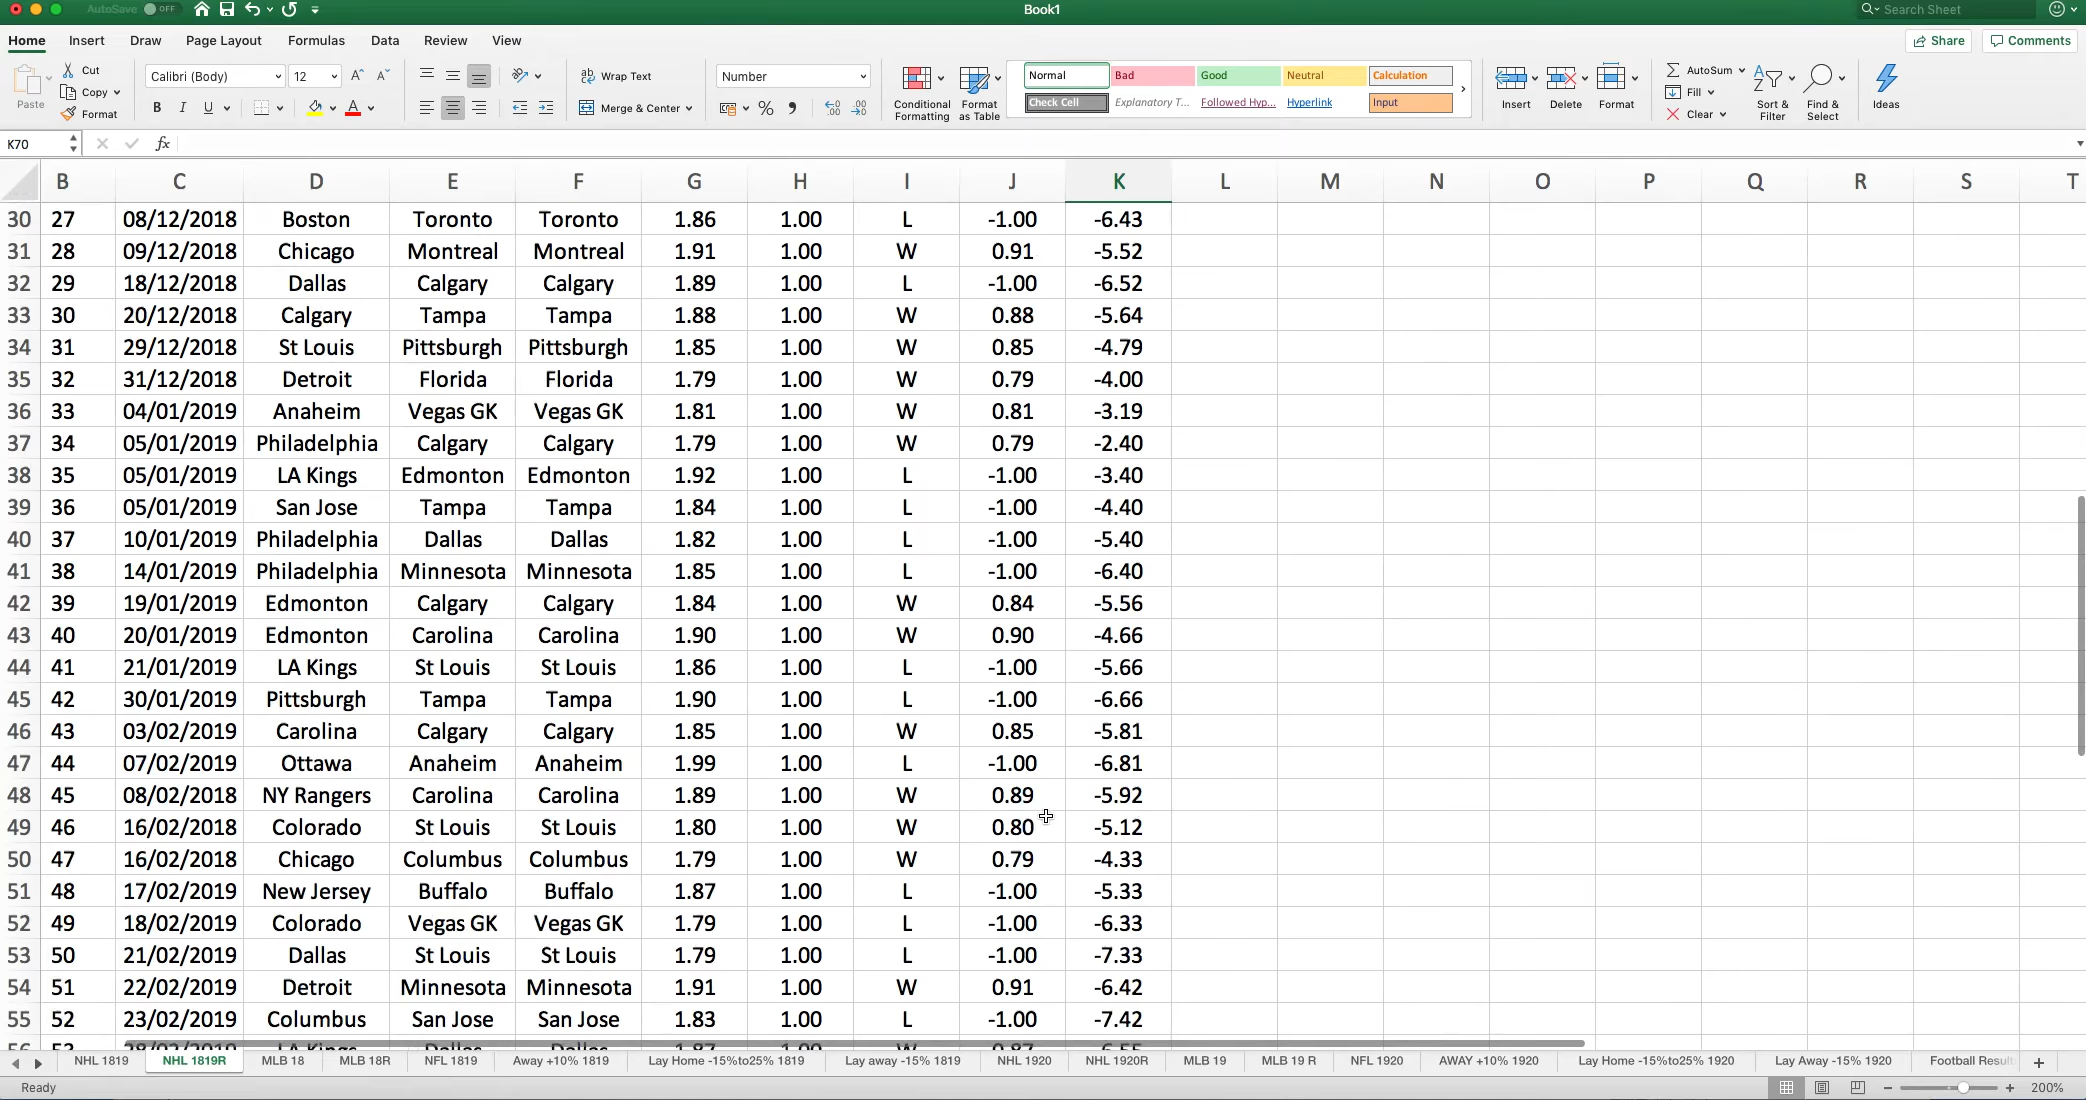 AutoSave OFF Book1 Search Sheet
Home Insert Draw Page Layout Formulas Data Review View Share Comments
Paste Cut Copy Format Calibri (Body) 12 Wrap Text Merge & Center Number Conditional Formatting Format as Table Normal Bad Good Neutral Calculation Insert Delete Format AutoSum Fill Clear Sort & Filter Find & Select Ideas
Check Cell Explanatory T... Followed Hyp... Hyperlink Input
K70 fx
B C D E F G H I J K L M N O P Q R S T
30 27 08/12/2018 Boston Toronto Toronto 1.86 1.00 L -1.00 -6.43
31 28 09/12/2018 Chicago Montreal Montreal 1.91 1.00 W 0.91 -5.52
32 29 18/12/2018 Dallas Calgary Calgary 1.89 1.00 L -1.00 -6.52
33 30 20/12/2018 Calgary Tampa Tampa 1.88 1.00 W 0.88 -5.64
34 31 29/12/2018 St Louis Pittsburgh Pittsburgh 1.85 1.00 W 0.85 -4.79
35 32 31/12/2018 Detroit Florida Florida 1.79 1.00 W 0.79 -4.00
36 33 04/01/2019 Anaheim Vegas GK Vegas GK 1.81 1.00 W 0.81 -3.19
37 34 05/01/2019 Philadelphia Calgary Calgary 1.79 1.00 W 0.79 -2.40
38 35 05/01/2019 LA Kings Edmonton Edmonton 1.92 1.00 L -1.00 -3.40
39 36 05/01/2019 San Jose Tampa Tampa 1.84 1.00 L -1.00 -4.40
40 37 10/01/2019 Philadelphia Dallas Dallas 1.82 1.00 L -1.00 -5.40
41 38 14/01/2019 Philadelphia Minnesota Minnesota 1.85 1.00 L -1.00 -6.40
42 39 19/01/2019 Edmonton Calgary Calgary 1.84 1.00 W 0.84 -5.56
43 40 20/01/2019 Edmonton Carolina Carolina 1.90 1.00 W 0.90 -4.66
44 41 21/01/2019 LA Kings St Louis St Louis 1.86 1.00 L -1.00 -5.66
45 42 30/01/2019 Pittsburgh Tampa Tampa 1.90 1.00 L -1.00 -6.66
46 43 03/02/2019 Carolina Calgary Calgary 1.85 1.00 W 0.85 -5.81
47 44 07/02/2019 Ottawa Anaheim Anaheim 1.99 1.00 L -1.00 -6.81
48 45 08/02/2018 NY Rangers Carolina Carolina 1.89 1.00 W 0.89 -5.92
49 46 16/02/2018 Colorado St Louis St Louis 1.80 1.00 W 0.80 -5.12
50 47 16/02/2018 Chicago Columbus Columbus 1.79 1.00 W 0.79 -4.33
51 48 17/02/2019 New Jersey Buffalo Buffalo 1.87 1.00 L -1.00 -5.33
52 49 18/02/2019 Colorado Vegas GK Vegas GK 1.79 1.00 L -1.00 -6.33
53 50 21/02/2019 Dallas St Louis St Louis 1.79 1.00 L -1.00 -7.33
54 51 22/02/2019 Detroit Minnesota Minnesota 1.91 1.00 W 0.91 -6.42
55 52 23/02/2019 Columbus San Jose San Jose 1.83 1.00 L -1.00 -7.42
NHL 1819 NHL 1819R MLB 18 MLB 18R NFL 1819 Away +10% 1819 Lay Home -15%to25% 1819 Lay away -15% 1819 NHL 1920 NHL 1920R MLB 19 MLB 19 R NFL 1920 AWAY +10% 1920 Lay Home -15%to25% 1920 Lay Away -15% 1920 Football
Ready 200%